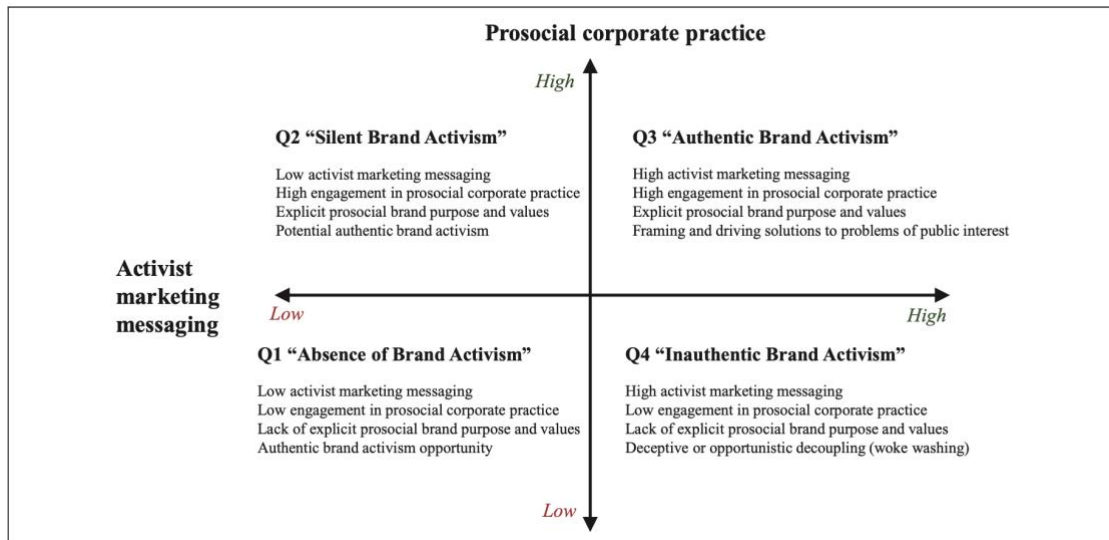 Prosocial corporate practice
High
Q2 “Silent Brand Activism”
Low activist marketing messaging
High engagement in prosocial corporate practice
Explicit prosocial brand purpose and values
Potential authentic brand activism
Q3 “Authentic Brand Activism”
High activist marketing messaging
High engagement in prosocial corporate practice
Explicit prosocial brand purpose and values
Framing and driving solutions to problems of public interest
Activist
marketing
messaging
Low
High
Q1 “Absence of Brand Activism”
Low activist marketing messaging
Low engagement in prosocial corporate practice
Lack of explicit prosocial brand purpose and values
Authentic brand activism opportunity
Q4 “Inauthentic Brand Activism”
High activist marketing messaging
Low engagement in prosocial corporate practice
Lack of explicit prosocial brand purpose and values
Deceptive or opportunistic decoupling (woke washing)
Low